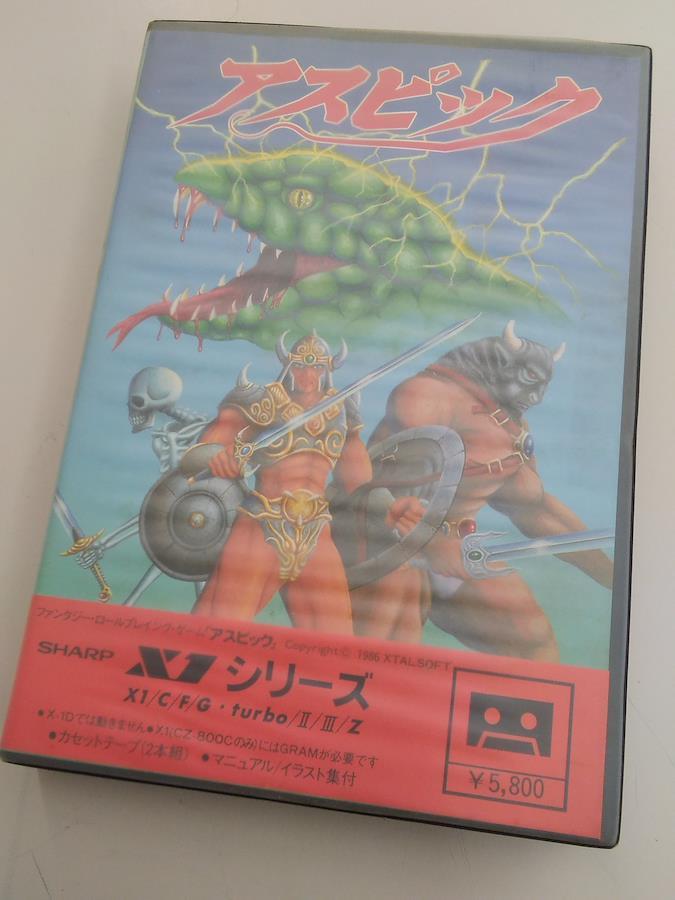 アスピック
ファンタジー・ロールプレイング・ゲーム「アスピック」 Copyright© 1986 XTALSOFT
SHARP X1 シリーズ
X1/C/F/G・turbo/II/III/Z
●X-1Dでは動きません●X1(CZ-800Cのみ)にはGRAMが必要です
●カセットテープ(2本組) ●マニュアル/イラスト集付
￥5,800